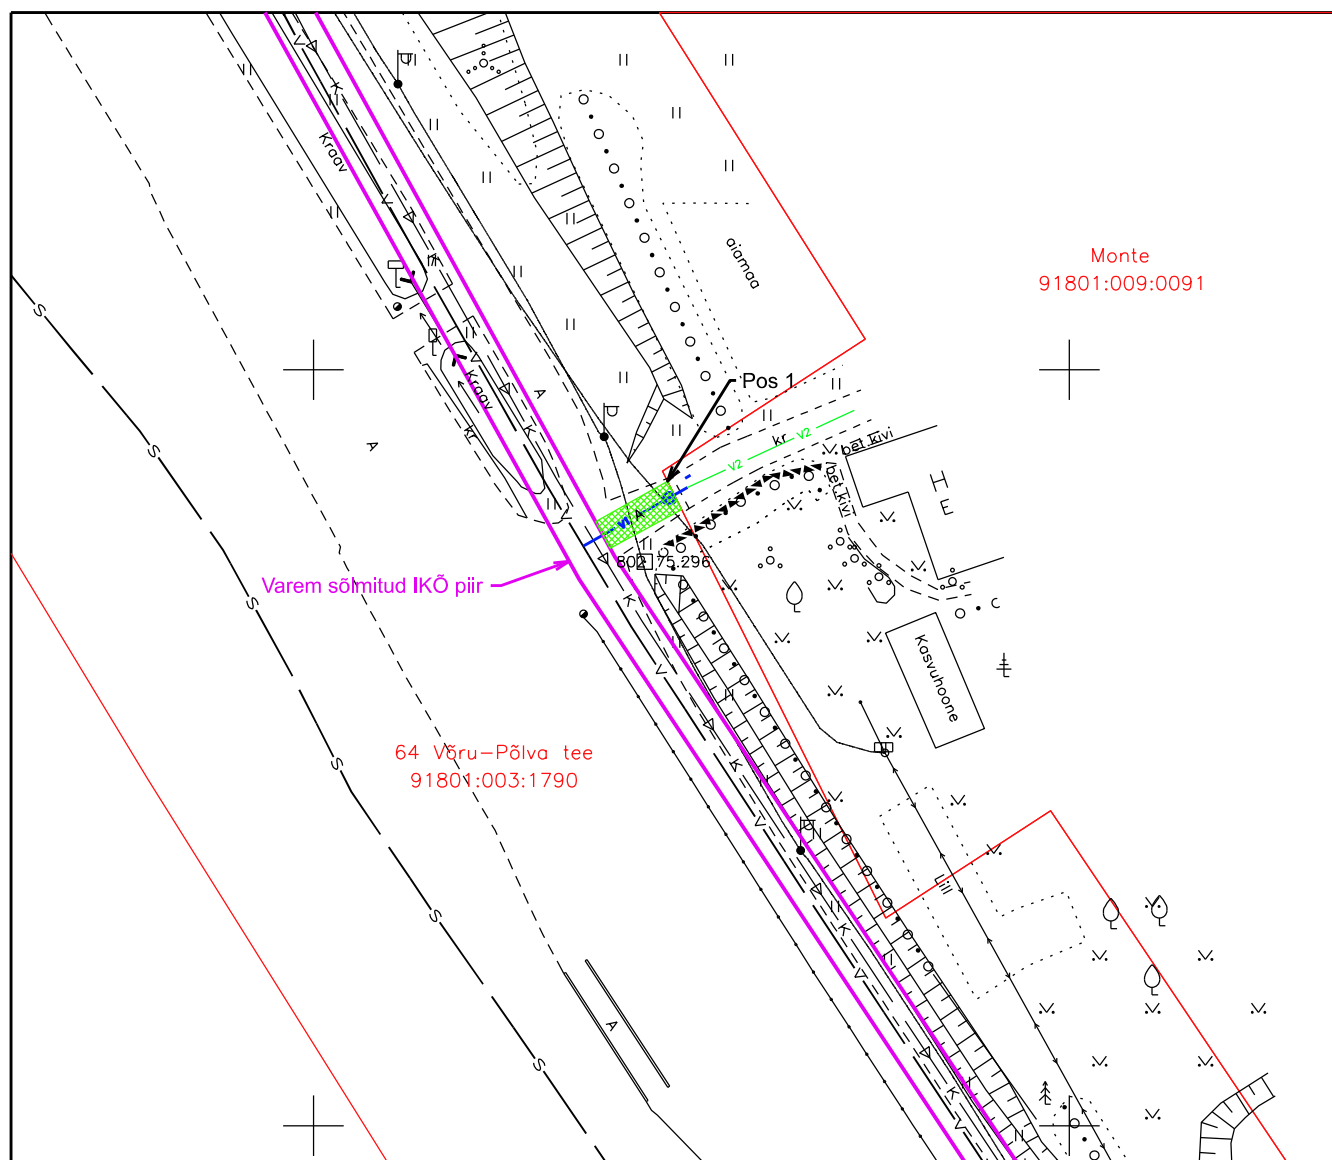 Kraav
aiamaa
Monte
91801:009:0091
Pos 1
Kraav
kr
kr
V2
V2
bet.kivi
bet.kivi
H
E
A
A
A
802
75.296
Varem sõlmitud IKÕ piir
C
Kasvuhoone
64 Võru-Põlva tee
91801:003:1790
Lill
A
S
S
S
S
S
S
K
V
K
V
K
V
K
V
K
V